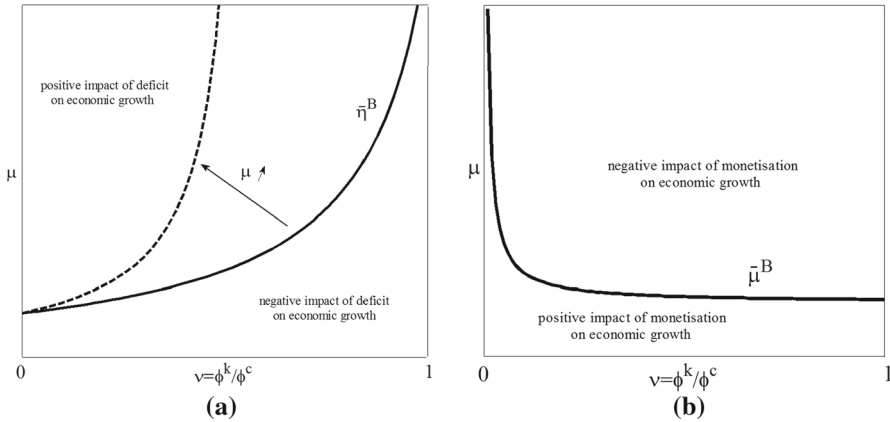 positive impact of deficit
on economic growth
η̄ᴮ
μ
μ ↗
negative impact of deficit
on economic growth
0
ν=ϕᵏ/ϕᶜ
1
(a)
μ
negative impact of monetisation
on economic growth
μ̄ᴮ
positive impact of monetisation
on economic growth
0
ν=ϕᵏ/ϕᶜ
1
(b)